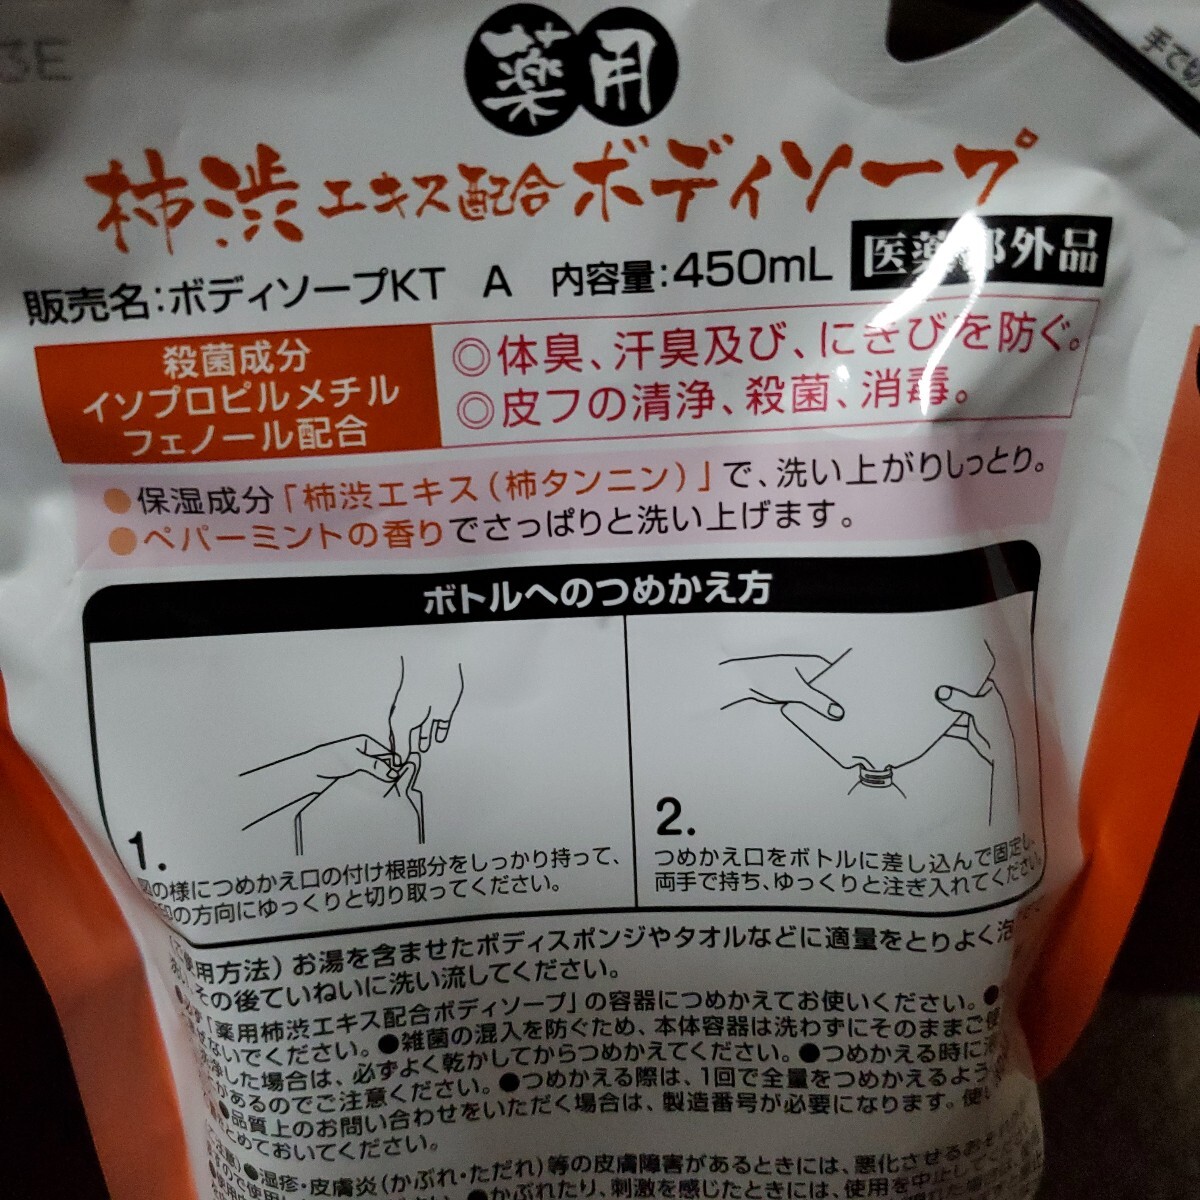 3E
手で切
薬用
柿渋エキス配合ボディソープ
販売名：ボディソープKT A 内容量：450mL 医薬部外品
殺菌成分
イソプロピルメチル
フェノール配合
◎体臭、汗臭及び、にきびを防ぐ。
◎皮フの清浄、殺菌、消毒。
●保湿成分「柿渋エキス（柿タンニン）」で、洗い上がりしっとり。
●ペパーミントの香りでさっぱりと洗い上げます。
ボトルへのつめかえ方
1.
の様につめかえ口の付け根部分をしっかり持って、
の方向にゆっくりと切り取ってください。
2.
つめかえ口をボトルに差し込んで固定し、
両手で持ち、ゆっくりと注ぎ入れてください。
使用方法）お湯を含ませたボディスポンジやタオルなどに適量をとりよく泡
その後ていねいに洗い流してください。
●必ず「薬用柿渋エキス配合ボディソープ」の容器につめかえてお使いください。●
ないでください。●雑菌の混入を防ぐため、本体容器は洗わずにそのままご使
浄した場合は、必ずよく乾かしてからつめかえてください。●つめかえる時に
があるのでご注意ください。●つめかえる際は、1回で全量をつめかえるよう
●品質上のお問い合わせをいただく場合は、製造番号が必要になります。使い
とめておいてください。
●湿疹・皮膚炎（かぶれ・ただれ）等の皮膚障害があるときには、悪化させるおそれ
●かぶれたり、刺激を感じたときには、使用を中止して